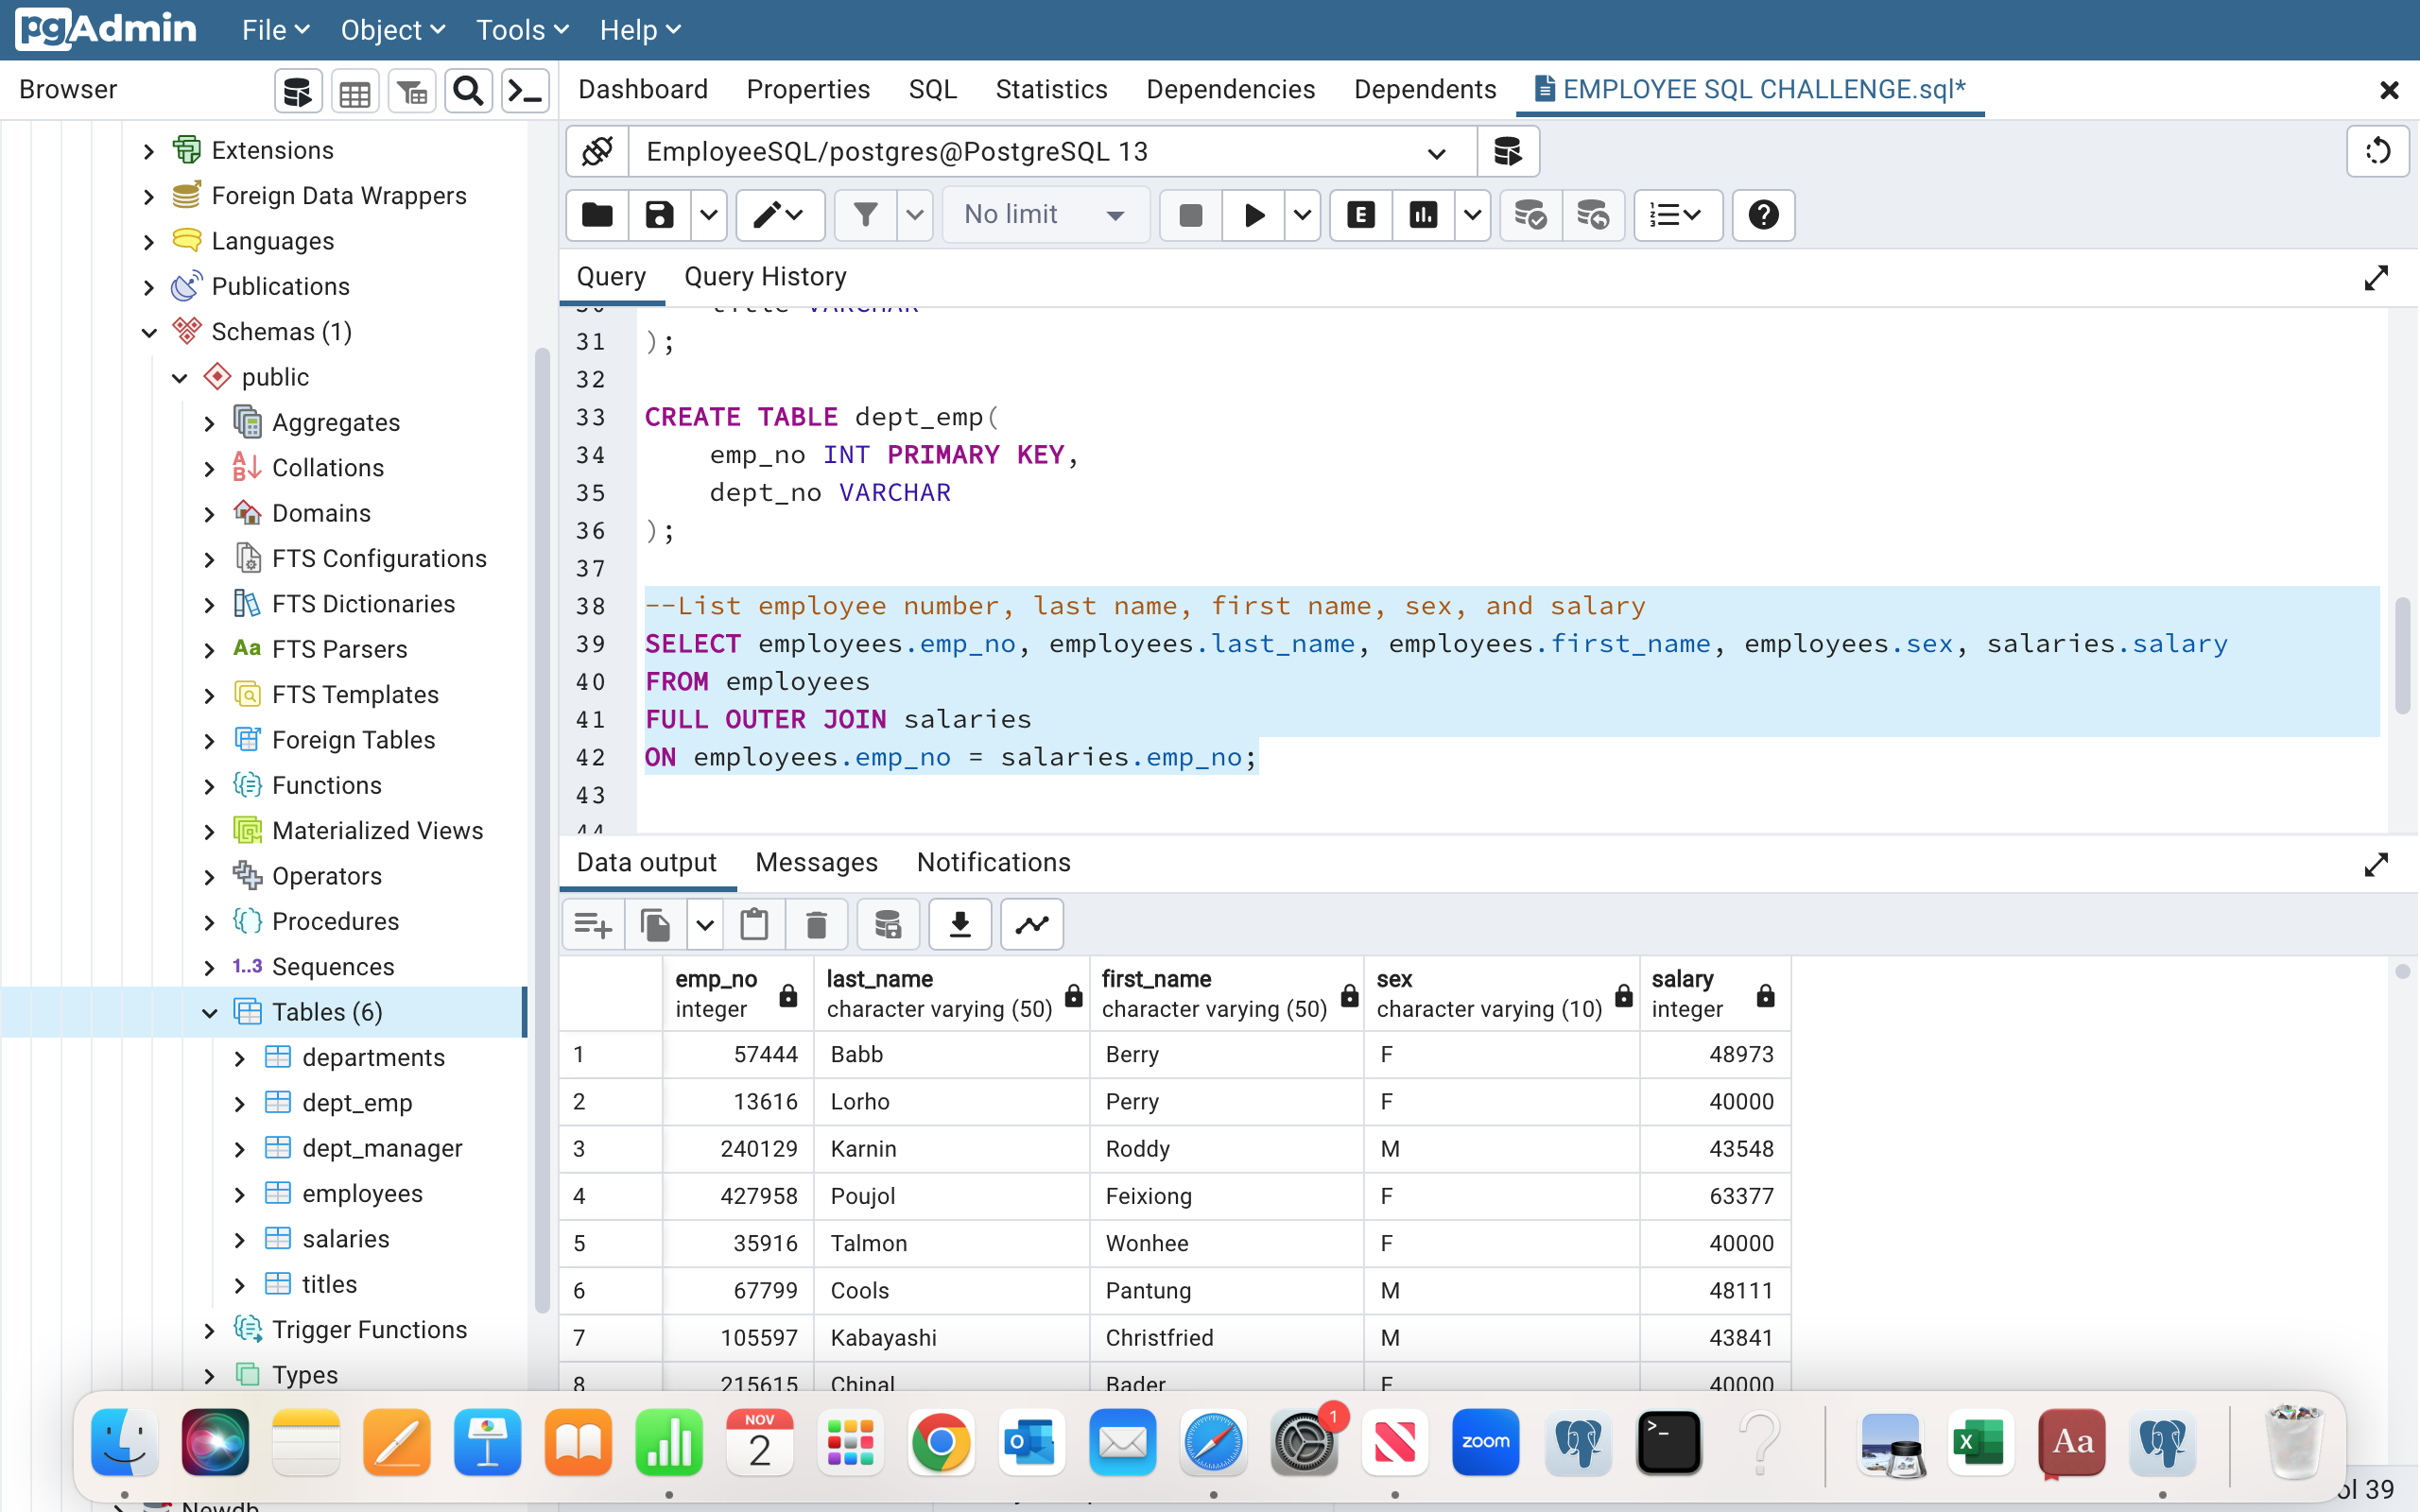 pgAdmin File Object Tools Help
Browser
Dashboard Properties SQL Statistics Dependencies Dependents EMPLOYEE SQL CHALLENGE.sql*
Extensions
Foreign Data Wrappers
Languages
Publications
Schemas (1)
public
Aggregates
Collations
Domains
FTS Configurations
FTS Dictionaries
Aa FTS Parsers
FTS Templates
Foreign Tables
Functions
Materialized Views
Operators
Procedures
1..3 Sequences
Tables (6)
departments
dept_emp
dept_manager
employees
salaries
titles
Trigger Functions
Types
Newdb
EmployeeSQL/postgres@PostgreSQL 13
No limit
E
Query Query History
30 title VARCHAR
31 );
32
33 CREATE TABLE dept_emp(
34 emp_no INT PRIMARY KEY,
35 dept_no VARCHAR
36 );
37
38 --List employee number, last name, first name, sex, and salary
39 SELECT employees.emp_no, employees.last_name, employees.first_name, employees.sex, salaries.salary
40 FROM employees
41 FULL OUTER JOIN salaries
42 ON employees.emp_no = salaries.emp_no;
43
44
Data output Messages Notifications
emp_no last_name first_name sex salary
integer character varying (50) character varying (50) character varying (10) integer
1 57444 Babb Berry F 48973
2 13616 Lorho Perry F 40000
3 240129 Karnin Roddy M 43548
4 427958 Poujol Feixiong F 63377
5 35916 Talmon Wonhee F 40000
6 67799 Cools Pantung M 48111
7 105597 Kabayashi Christfried M 43841
8 215615 Chinal Bader F 40000
NOV
2
1
zoom
Aa
ol 39